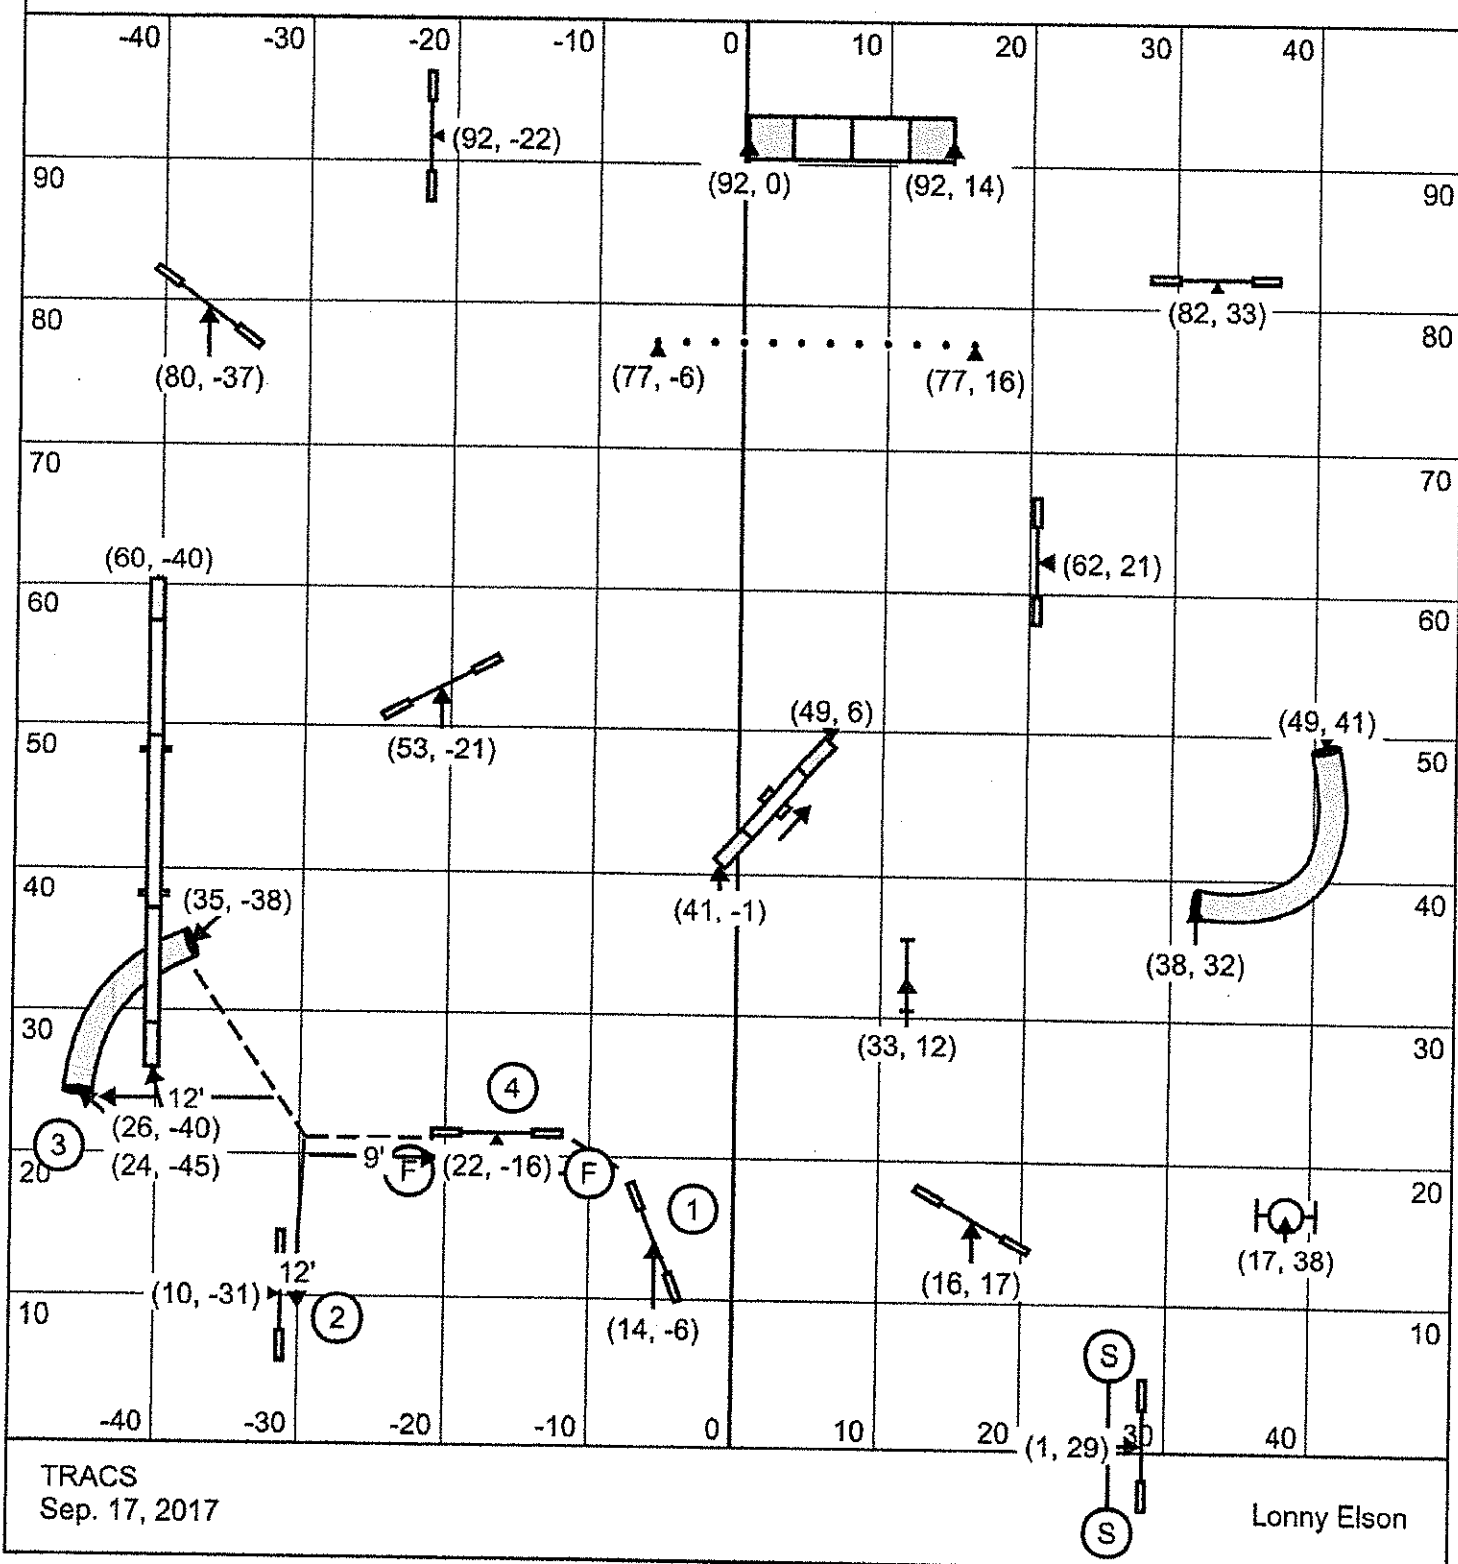 -40 -30 -20 -10 0 10 20 30 40
(92, -22)
90 (92, 0) (92, 14) 90
80 (82, 33) 80
(80, -37) (77, -6) (77, 16)
70 70
(60, -40) (62, 21)
60 60
(49, 6) (49, 41)
50 (53, -21) 50
40 (35, -38) (41, -1) 40
(38, 32)
30 (33, 12) 30
4
12'
(26, -40)
3 (24, -45) 9' F (22, -16) F
20 20
1
(17, 38)
12' (16, 17)
(10, -31) 2
10 (14, -6) 10
S
-40 -30 -20 -10 0 10 20 (1, 29) 30 40
TRACS
Sep. 17, 2017 S Lonny Elson